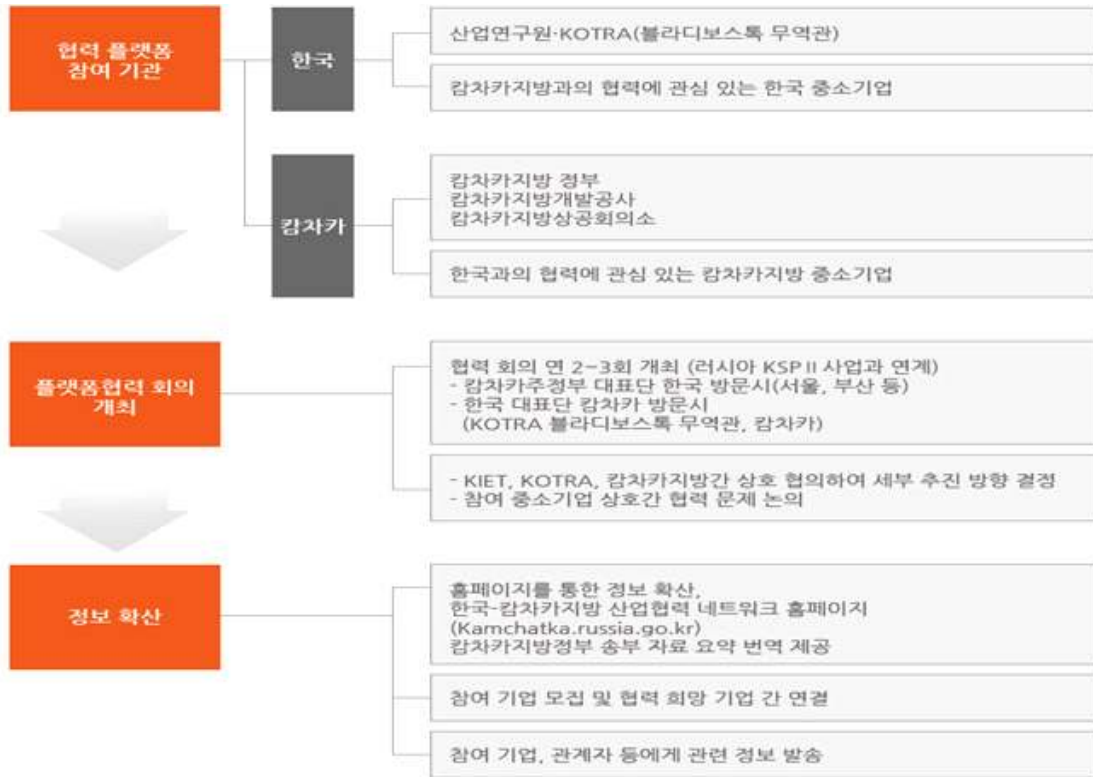 협력 플랫폼
참여 기관
한국
산업연구원·KOTRA(블라디보스톡 무역관)
캄차카지방과의 협력에 관심 있는 한국 중소기업
캄차카
캄차카지방 정부
캄차카지방개발공사
캄차카지방상공회의소
한국과의 협력에 관심 있는 캄차카지방 중소기업
플랫폼협력 회의
개최
협력 회의 연 2~3회 개최 (러시아 KSPⅡ사업과 연계)
- 캄차카주정부 대표단 한국 방문시(서울, 부산 등)
- 한국 대표단 캄차카 방문시
(KOTRA 블라디보스톡 무역관, 캄차카)
- KIET, KOTRA, 캄차카지방간 상호 협의하여 세부 추진 방향 결정
- 참여 중소기업 상호간 협력 문제 논의
정보 확산
홈페이지를 통한 정보 확산,
한국-캄차카지방 산업협력 네트워크 홈페이지
(Kamchatka.russia.go.kr)
캄차카지방정부 송부 자료 요약 번역 제공
참여 기업 모집 및 협력 희망 기업 간 연결
참여 기업, 관계자 등에게 관련 정보 발송